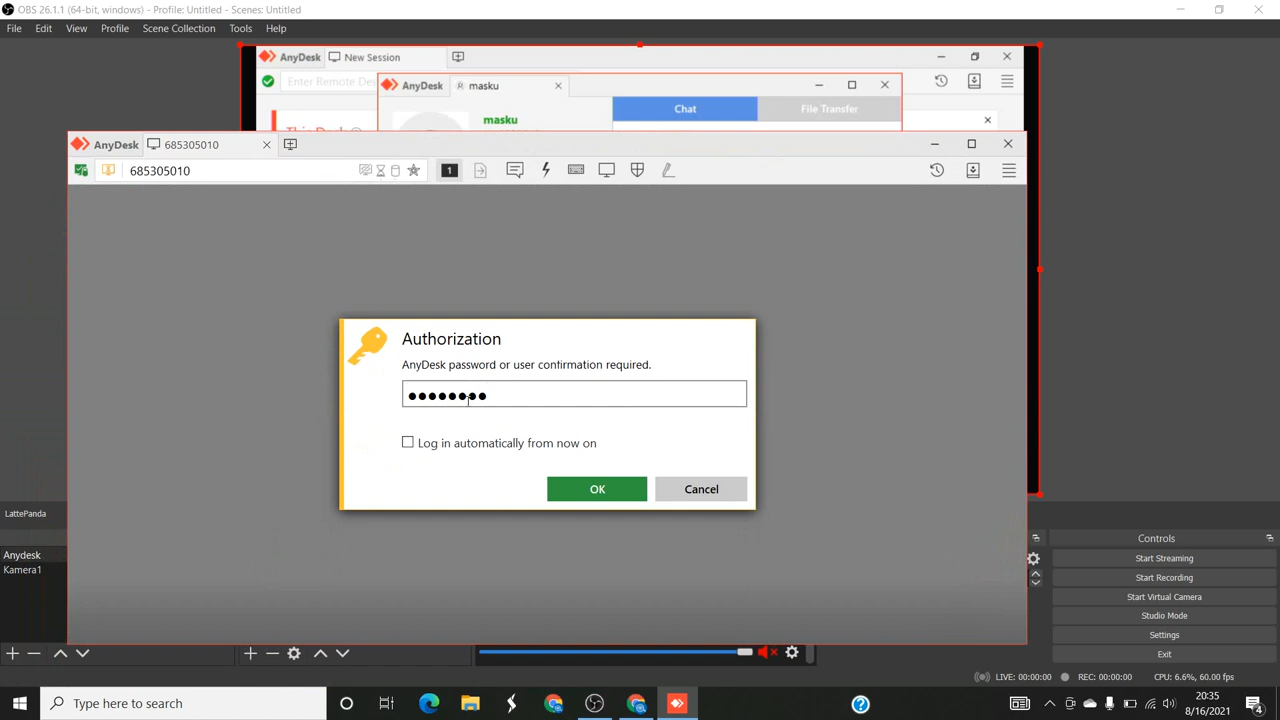 OBS 26.1.1 (64-bit, windows) - Profile: Untitled - Scenes: Untitled
File Edit View Profile Scene Collection Tools Help
AnyDesk New Session
AnyDesk masku
masku
Chat File Transfer
AnyDesk 685305010
685305010 1
Authorization
AnyDesk password or user confirmation required.
●●●●●●●●
Log in automatically from now on
OK Cancel
LattePanda
Anydesk
Kamera1
Controls
Start Streaming
Start Recording
Start Virtual Camera
Studio Mode
Settings
Exit
LIVE: 00:00:00 REC: 00:00:00 CPU: 6.6%, 60.00 fps
Type here to search
20:35
8/16/2021
4